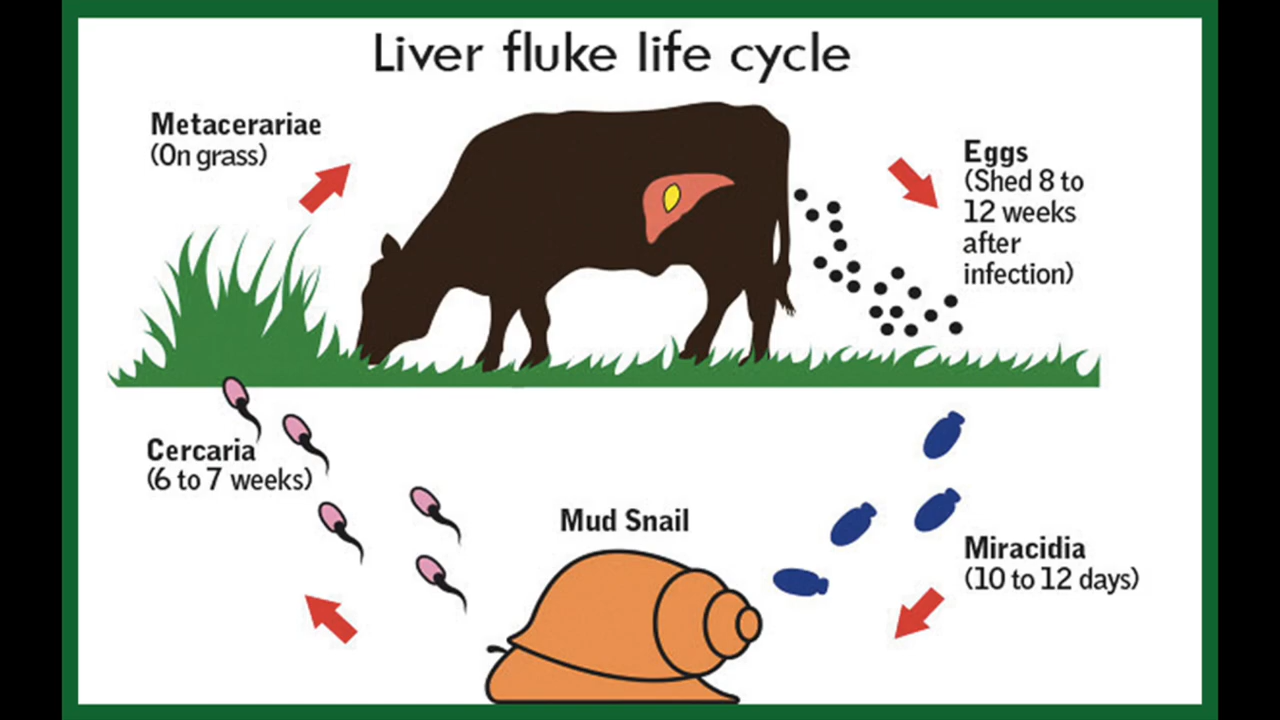 Liver fluke life cycle
Metacerariae
(On grass)
Eggs
(Shed 8 to
12 weeks
after
infection)
Cercaria
(6 to 7 weeks)
Mud Snail
Miracidia
(10 to 12 days)